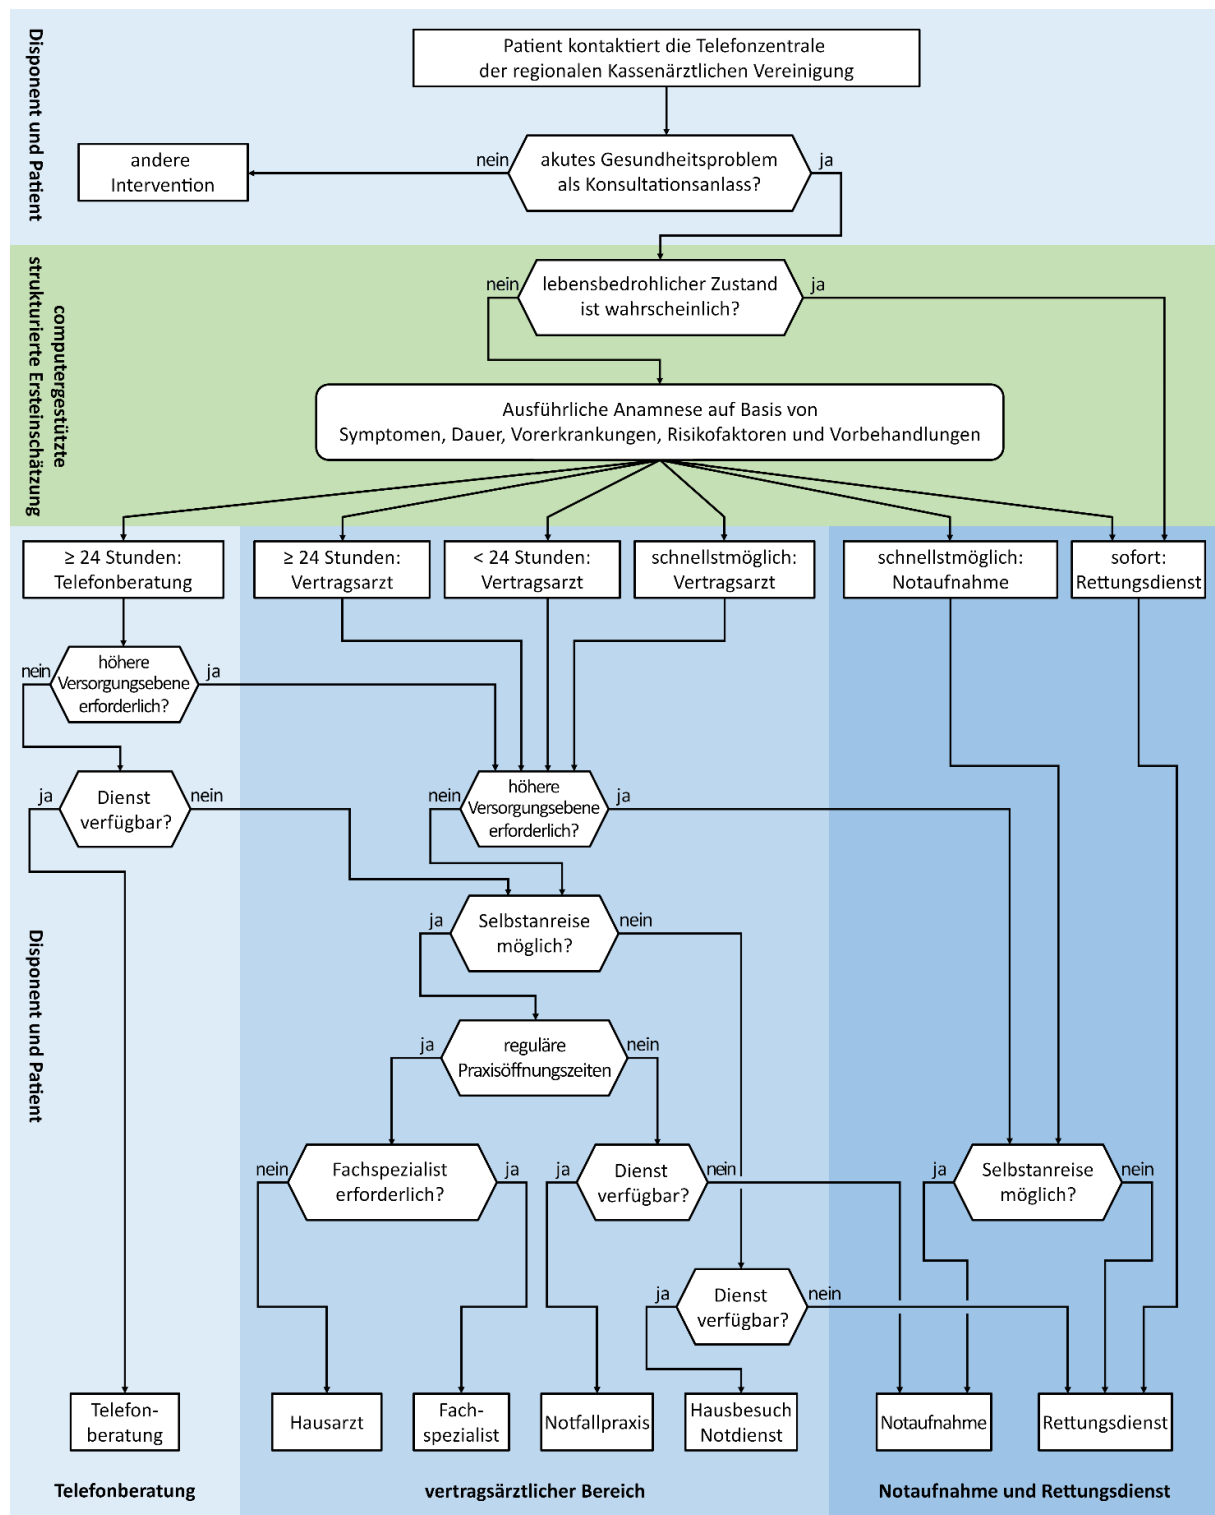 Disponent und Patient
Patient kontaktiert die Telefonzentrale
der regionalen Kassenärztlichen Vereinigung
andere
Intervention
nein
akutes Gesundheitsproblem
als Konsultationsanlass?
ja
computergestützte
strukturierte Ersteinschätzung
nein
lebensbedrohlicher Zustand
ist wahrscheinlich?
ja
Ausführliche Anamnese auf Basis von
Symptomen, Dauer, Vorerkrankungen, Risikofaktoren und Vorbehandlungen
≥ 24 Stunden:
Telefonberatung
≥ 24 Stunden:
Vertragsarzt
< 24 Stunden:
Vertragsarzt
schnellstmöglich:
Vertragsarzt
schnellstmöglich:
Notaufnahme
sofort:
Rettungsdienst
nein
höhere
Versorgungsebene
erforderlich?
ja
ja
Dienst
verfügbar?
nein
nein
höhere
Versorgungsebene
erforderlich?
ja
Disponent und Patient
ja
Selbstanreise
möglich?
nein
ja
reguläre
Praxisöffnungszeiten
nein
nein
Fachspezialist
erforderlich?
ja
ja
Dienst
verfügbar?
nein
ja
Selbstanreise
möglich?
nein
ja
Dienst
verfügbar?
nein
Telefon-
beratung
Hausarzt
Fach-
spezialist
Notfallpraxis
Hausbesuch
Notdienst
Notaufnahme
Rettungsdienst
Telefonberatung
vertragsärztlicher Bereich
Notaufnahme und Rettungsdienst